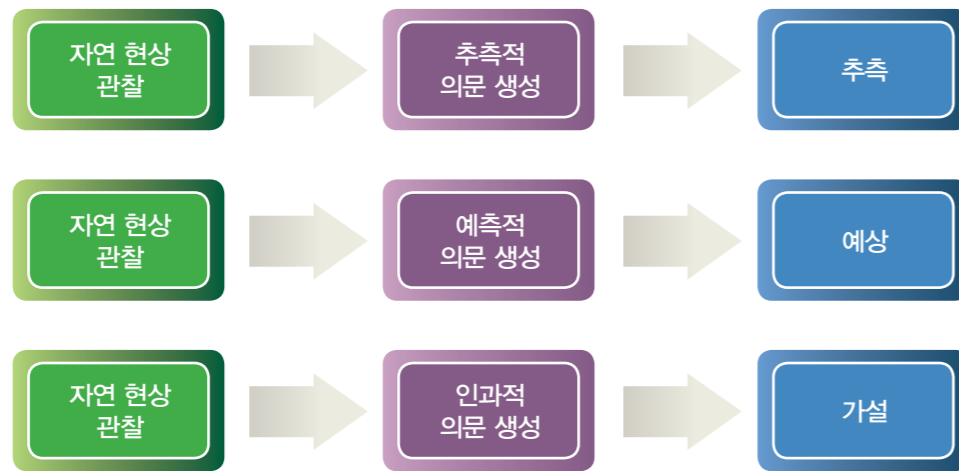 자연 현상
관찰
추측적
의문 생성
추측
자연 현상
관찰
예측적
의문 생성
예상
자연 현상
관찰
인과적
의문 생성
가설